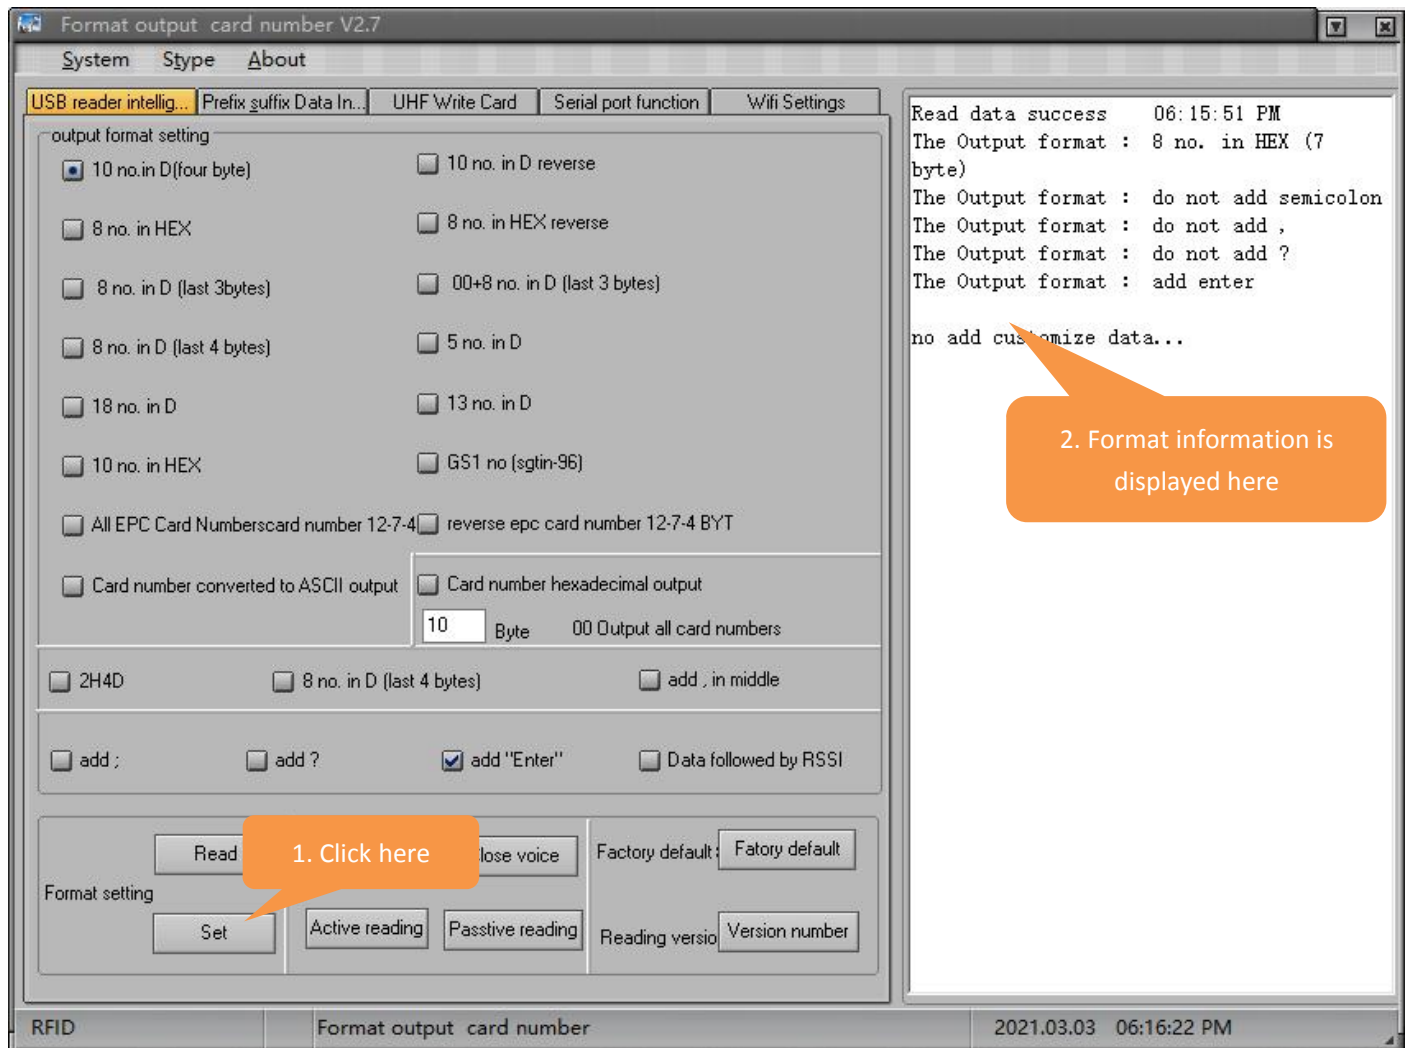 Format output card number V2.7
System Stype About
USB reader intellig... Prefix suffix Data In... UHF Write Card Serial port function Wifi Settings
output format setting
10 no.in D(four byte) 10 no. in D reverse
8 no. in HEX 8 no. in HEX reverse
8 no. in D (last 3bytes) 00+8 no. in D (last 3 bytes)
8 no. in D (last 4 bytes) 5 no. in D
18 no. in D 13 no. in D
10 no. in HEX GS1 no (sgtin-96)
All EPC Card Numberscard number 12-7-4 reverse epc card number 12-7-4 BYT
Card number converted to ASCII output Card number hexadecimal output
10 Byte 00 Output all card numbers
2H4D 8 no. in D (last 4 bytes) add , in middle
add ; add ? add "Enter" Data followed by RSSI
Read 1. Click here Close voice Factory default: Fatory default
Format setting
Set Active reading Passtive reading Reading versio Version number
Read data success 06:15:51 PM
The Output format : 8 no. in HEX (7
byte)
The Output format : do not add semicolon
The Output format : do not add ,
The Output format : do not add ?
The Output format : add enter
no add customize data...
2. Format information is
displayed here
RFID Format output card number 2021.03.03 06:16:22 PM